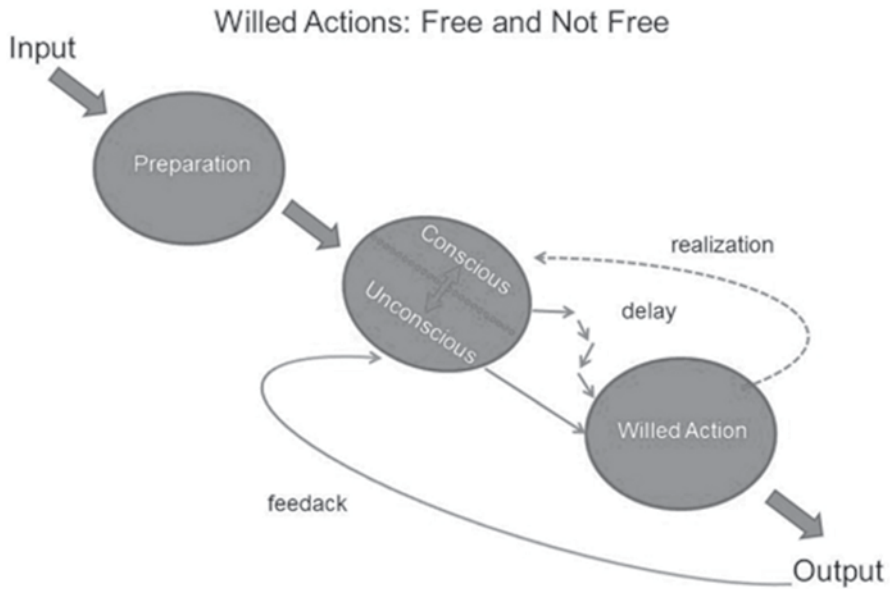 Willed Actions: Free and Not Free
Input
Preparation
Conscious
Unconscious
realization
delay
Willed Action
feedack
Output